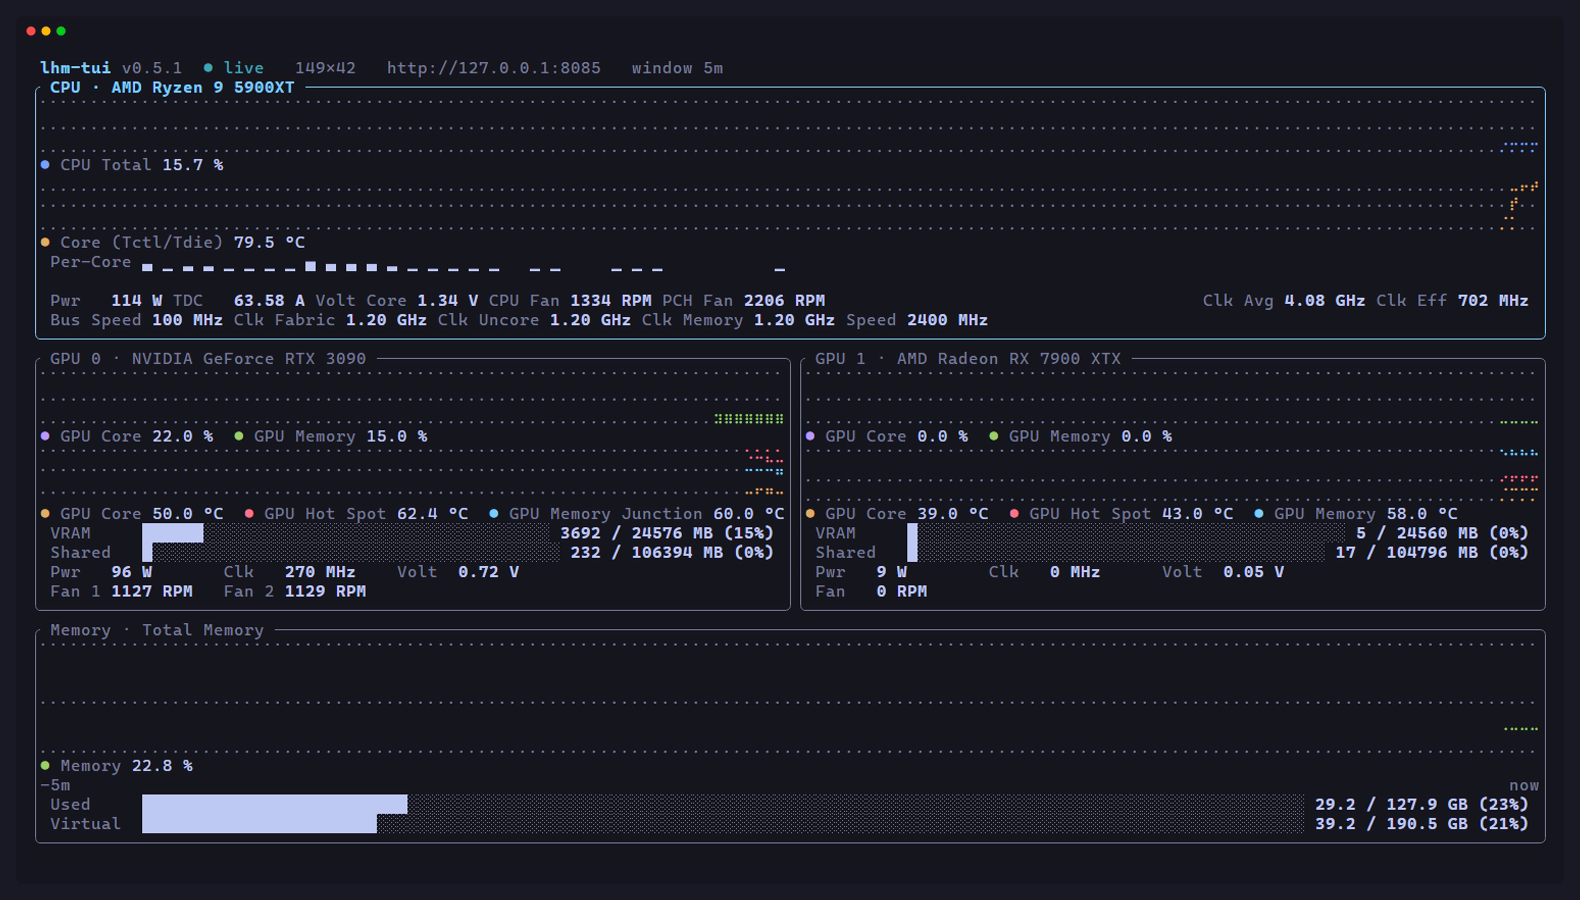 lhm-tui v0.5.1 ● live 149×42 http://127.0.0.1:8085 window 5m
CPU · AMD Ryzen 9 5900XT
● CPU Total 15.7 %
● Core (Tctl/Tdie) 79.5 °C
Per-Core
Pwr 114 W TDC 63.58 A Volt Core 1.34 V CPU Fan 1334 RPM PCH Fan 2206 RPM Clk Avg 4.08 GHz Clk Eff 702 MHz
Bus Speed 100 MHz Clk Fabric 1.20 GHz Clk Uncore 1.20 GHz Clk Memory 1.20 GHz Speed 2400 MHz
GPU 0 · NVIDIA GeForce RTX 3090
● GPU Core 22.0 % ● GPU Memory 15.0 %
● GPU Core 50.0 °C ● GPU Hot Spot 62.4 °C ● GPU Memory Junction 60.0 °C
VRAM 3692 / 24576 MB (15%)
Shared 232 / 106394 MB (0%)
Pwr 96 W Clk 270 MHz Volt 0.72 V
Fan 1 1127 RPM Fan 2 1129 RPM
GPU 1 · AMD Radeon RX 7900 XTX
● GPU Core 0.0 % ● GPU Memory 0.0 %
● GPU Core 39.0 °C ● GPU Hot Spot 43.0 °C ● GPU Memory 58.0 °C
VRAM 5 / 24560 MB (0%)
Shared 17 / 104796 MB (0%)
Pwr 9 W Clk 0 MHz Volt 0.05 V
Fan 0 RPM
Memory · Total Memory
● Memory 22.8 %
-5m now
Used 29.2 / 127.9 GB (23%)
Virtual 39.2 / 190.5 GB (21%)